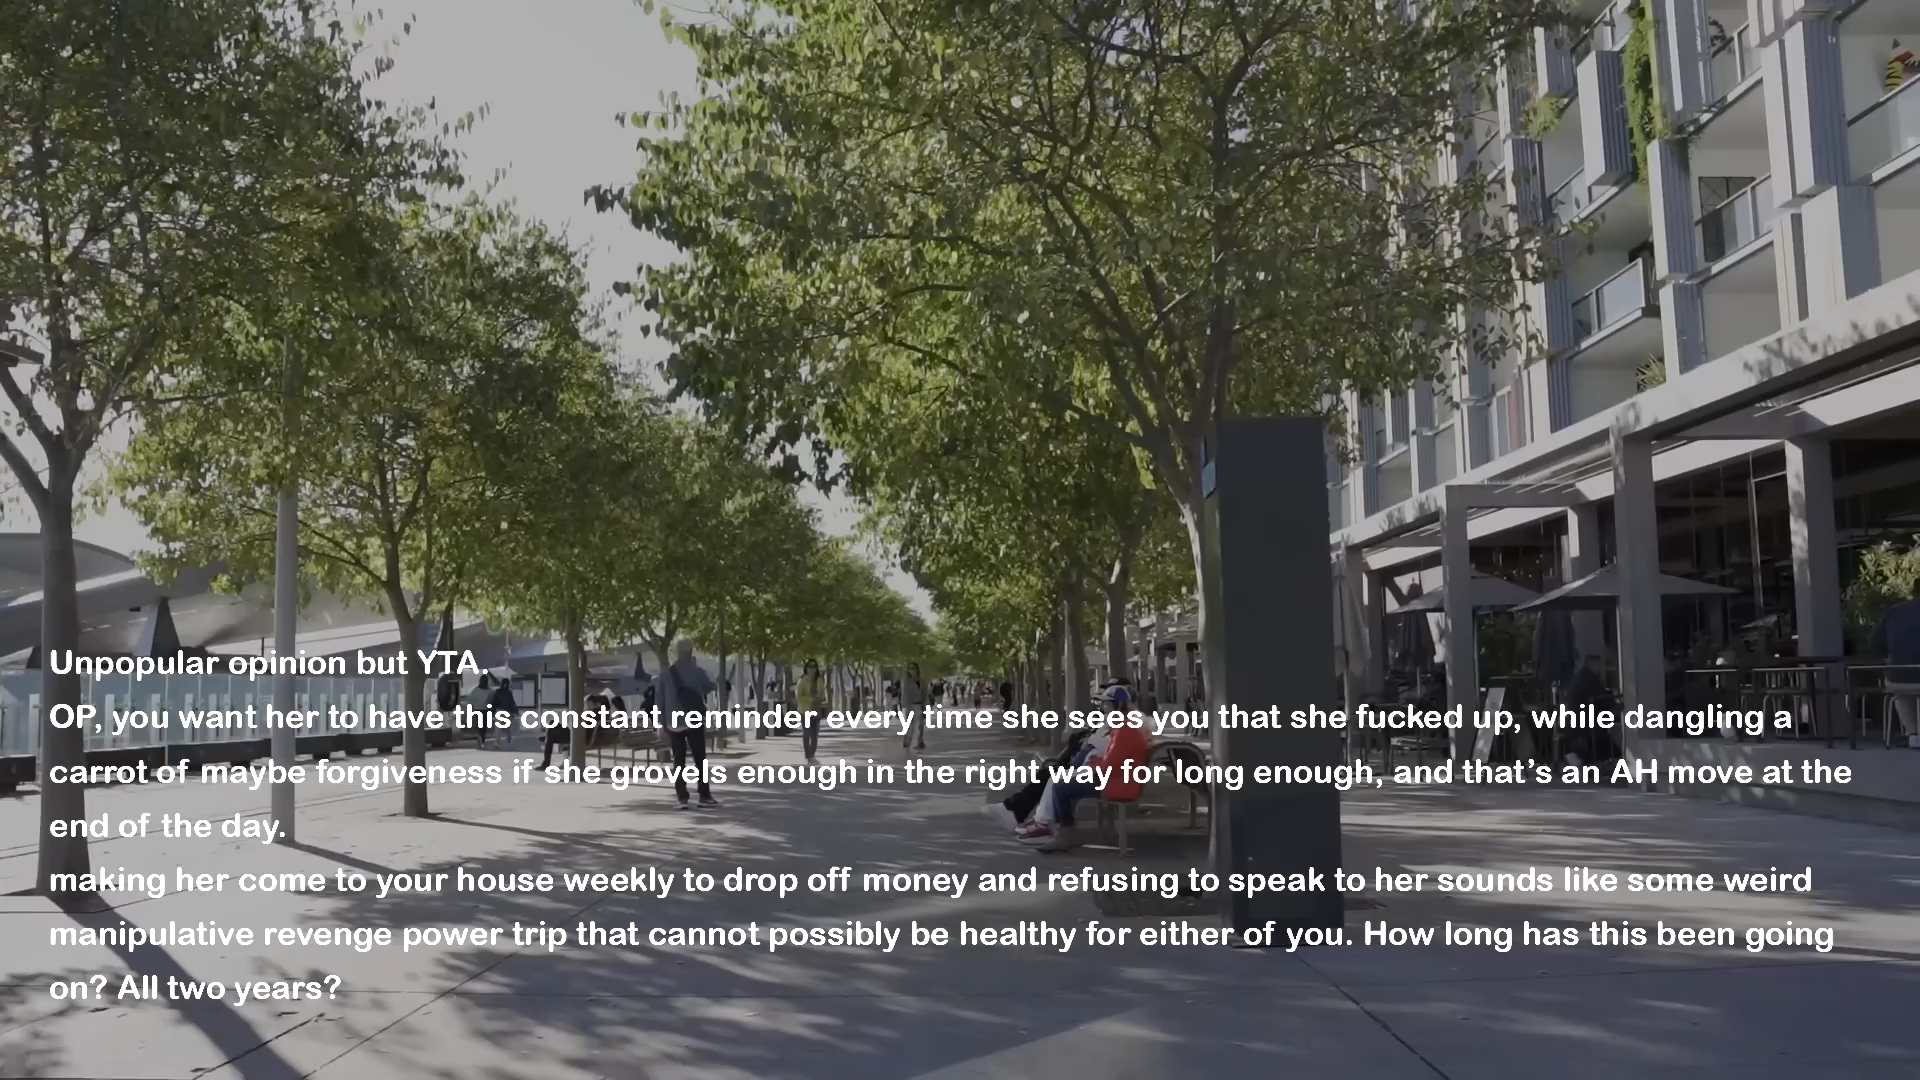 Unpopular opinion but YTA.
OP, you want her to have this constant reminder every time she sees you that she fucked up, while dangling a
carrot of maybe forgiveness if she grovels enough in the right way for long enough, and that’s an AH move at the
end of the day.
making her come to your house weekly to drop off money and refusing to speak to her sounds like some weird
manipulative revenge power trip that cannot possibly be healthy for either of you. How long has this been going
on? All two years?